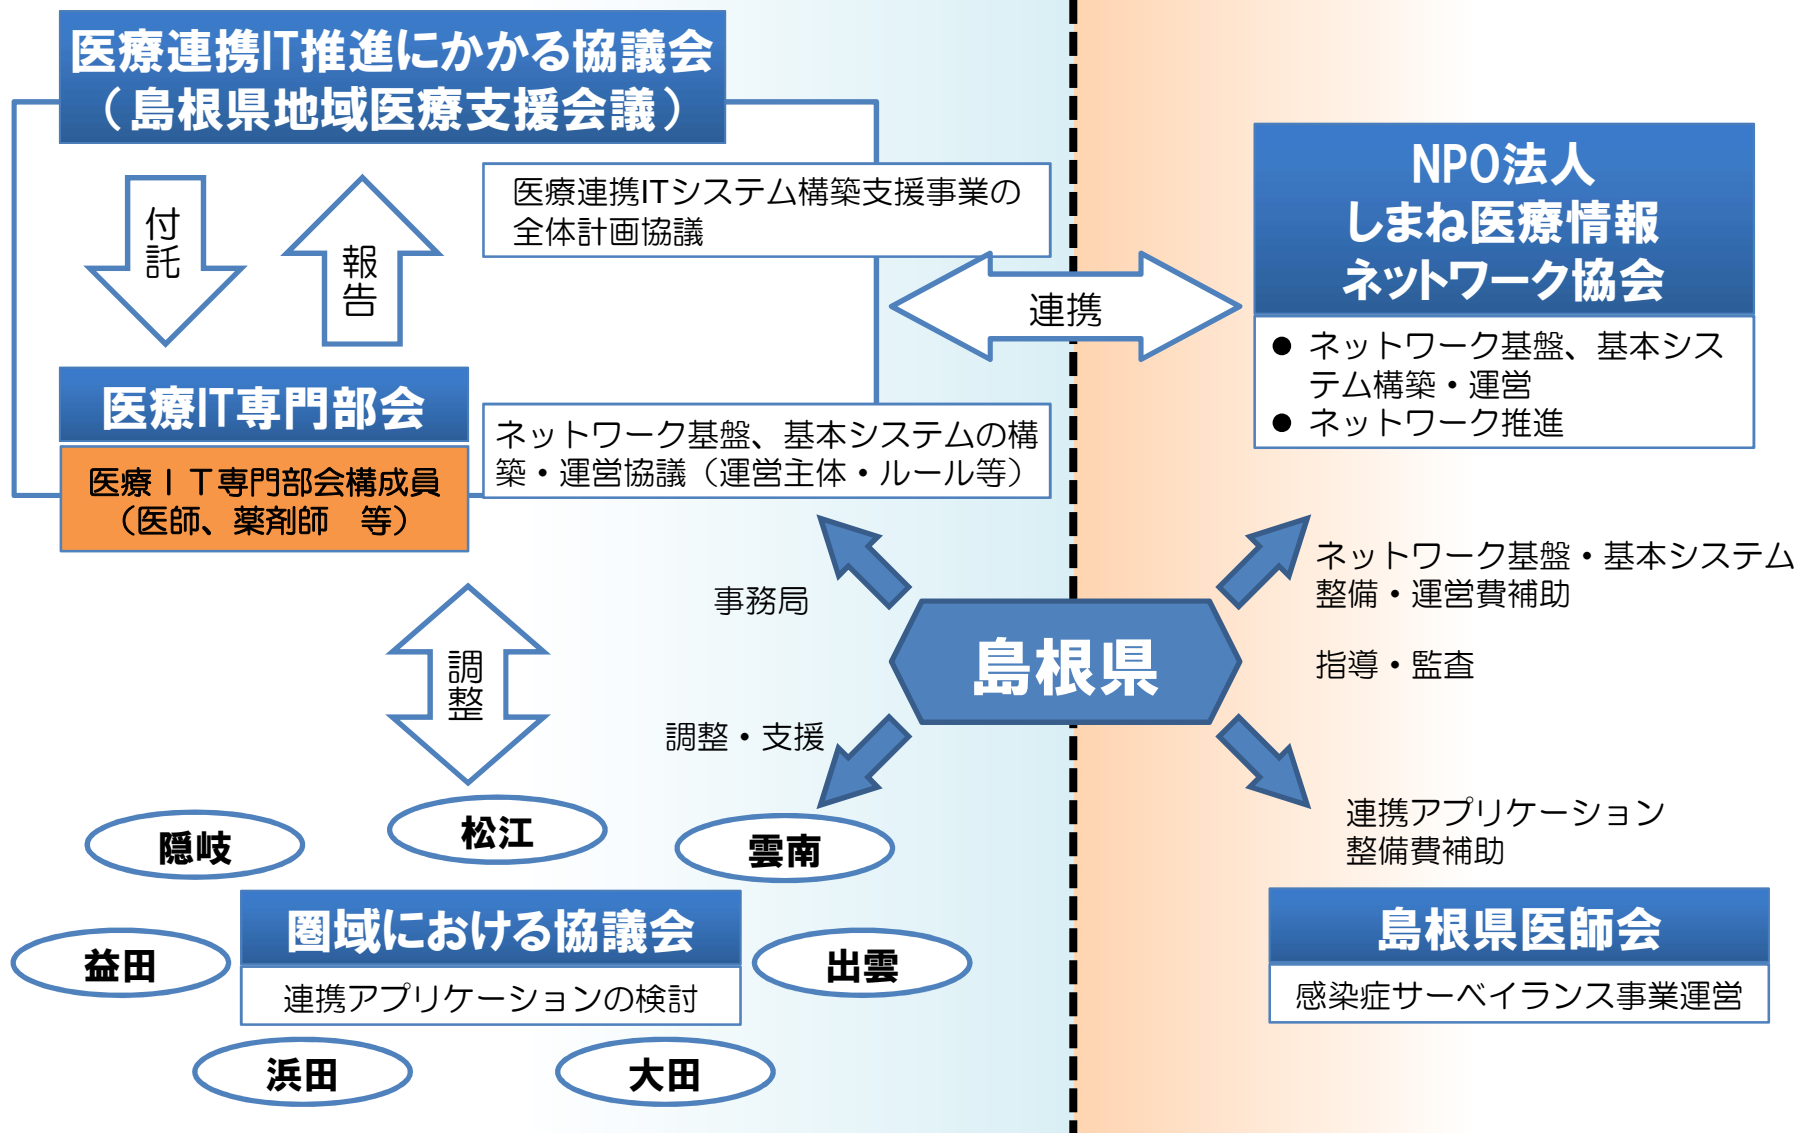 医療連携IT推進にかかる協議会
（島根県地域医療支援会議）
付託
報告
医療連携ITシステム構築支援事業の
全体計画協議
連携
NPO法人
しまね医療情報
ネットワーク協会
● ネットワーク基盤、基本シス
テム構築・運営
● ネットワーク推進
医療IT専門部会
医療ＩＴ専門部会構成員
（医師、薬剤師　等）
ネットワーク基盤、基本システムの構
築・運営協議（運営主体・ルール等）
事務局
ネットワーク基盤・基本システム
整備・運営費補助
指導・監査
島根県
調整
調整・支援
連携アプリケーション
整備費補助
隠岐
松江
雲南
圏域における協議会
連携アプリケーションの検討
益田
出雲
浜田
大田
島根県医師会
感染症サーベイランス事業運営